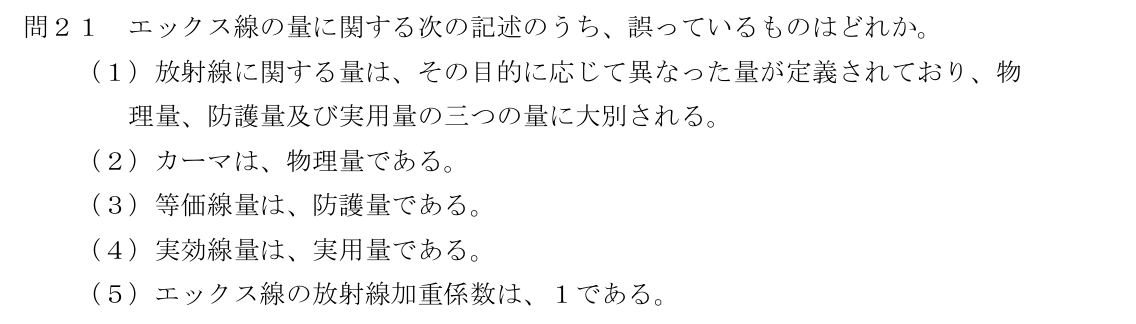 問２１　エックス線の量に関する次の記述のうち、誤っているものはどれか。
（１）放射線に関する量は、その目的に応じて異なった量が定義されており、物
理量、防護量及び実用量の三つの量に大別される。
（２）カーマは、物理量である。
（３）等価線量は、防護量である。
（４）実効線量は、実用量である。
（５）エックス線の放射線加重係数は、１である。